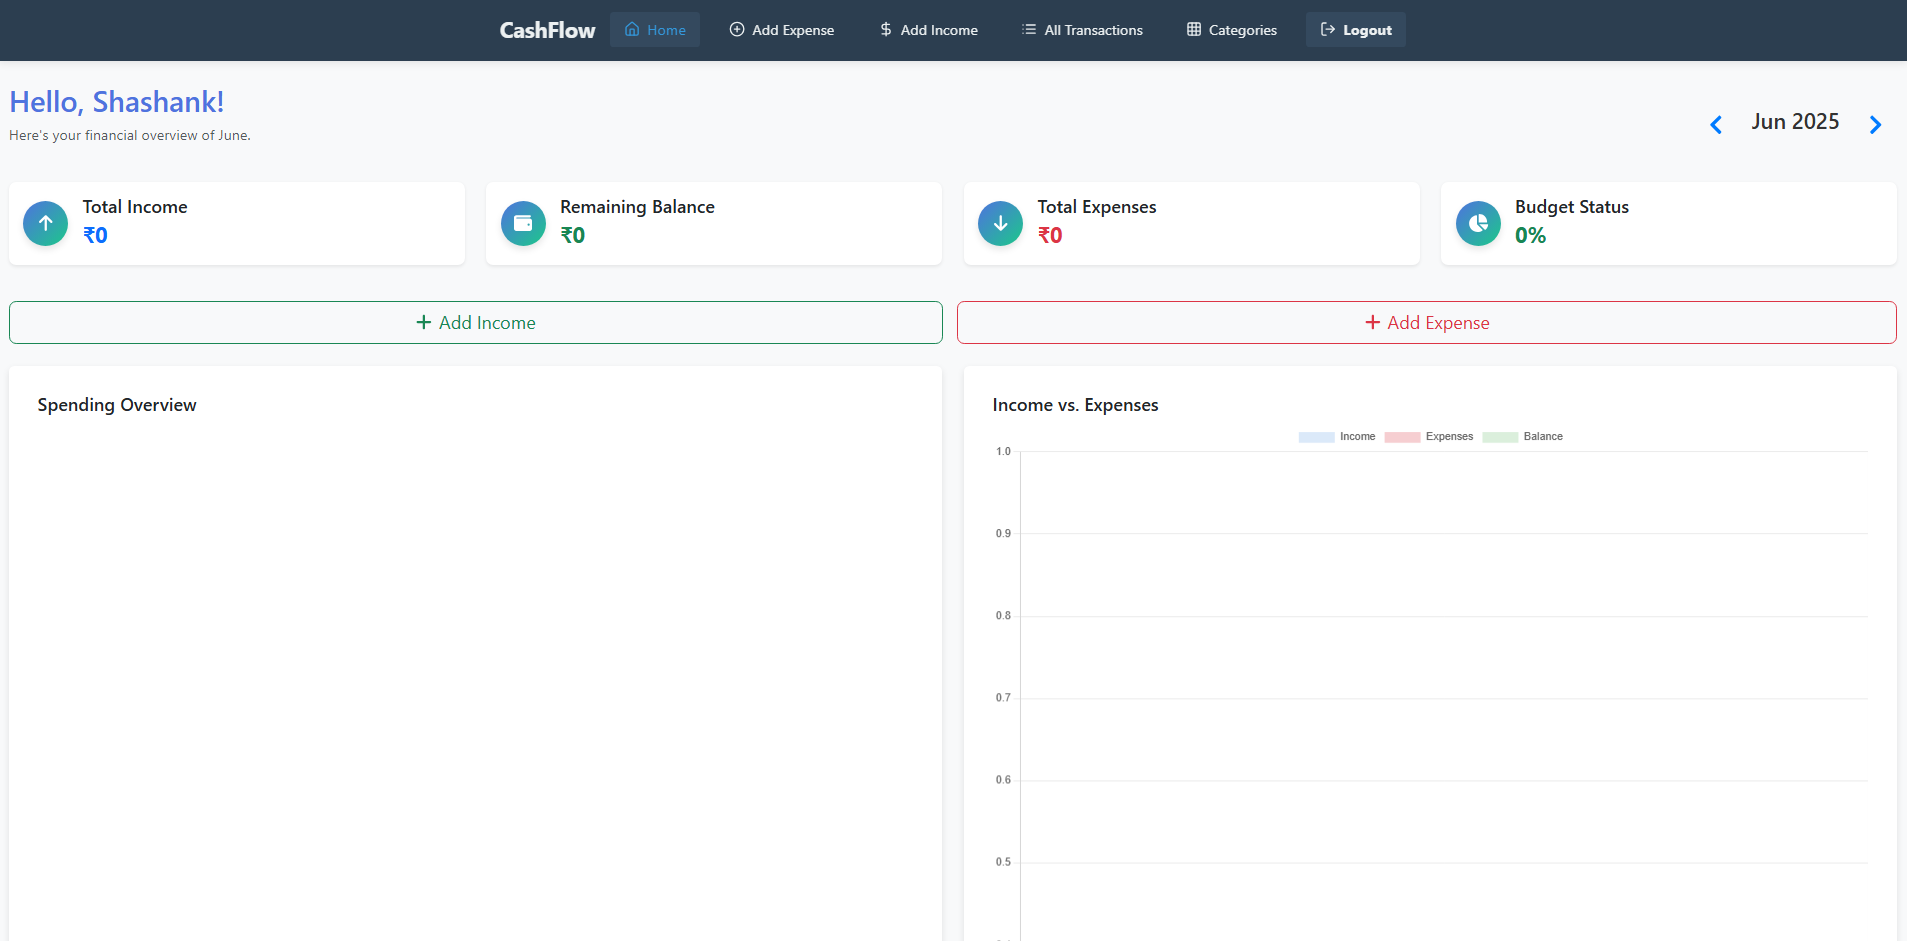 CashFlow Home Add Expense Add Income All Transactions Categories Logout
Hello, Shashank!
Here's your financial overview of June.
Jun 2025
Total Income
₹0
Remaining Balance
₹0
Total Expenses
₹0
Budget Status
0%
Add Income
Add Expense
Spending Overview
Income vs. Expenses
Income Expenses Balance
1.0
0.9
0.8
0.7
0.6
0.5